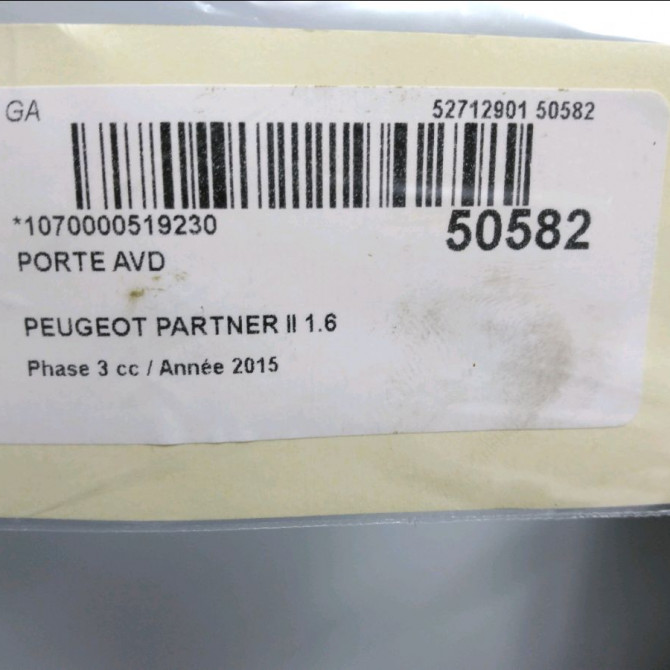 GA 52712901 50582
*1070000519230 50582
PORTE AVD
PEUGEOT PARTNER II 1.6
Phase 3 cc / Année 2015